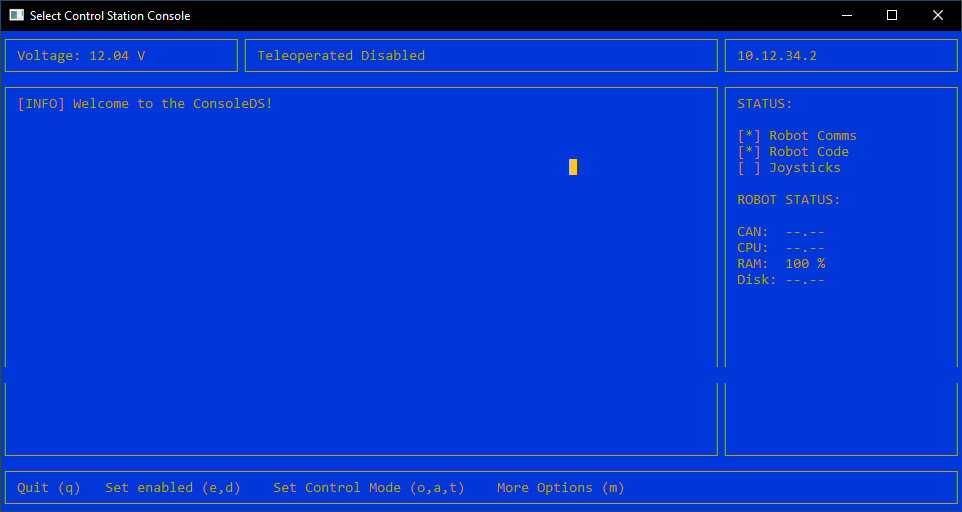 Select Control Station Console
Voltage: 12.04 V
Teleoperated Disabled
10.12.34.2
[INFO] Welcome to the ConsoleDS!
STATUS:
[*] Robot Comms
[*] Robot Code
[ ] Joysticks
ROBOT STATUS:
CAN:  --.--
CPU:  --.--
RAM:  100 %
Disk: --.--
Quit (q)   Set enabled (e,d)    Set Control Mode (o,a,t)    More Options (m)